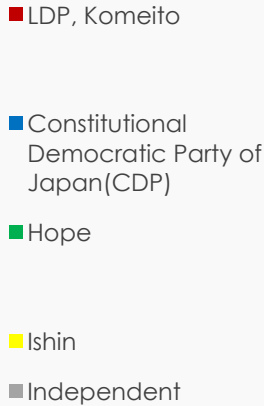 LDP, Komeito
Constitutional
Democratic Party of
Japan(CDP)
Hope
Ishin
Independent